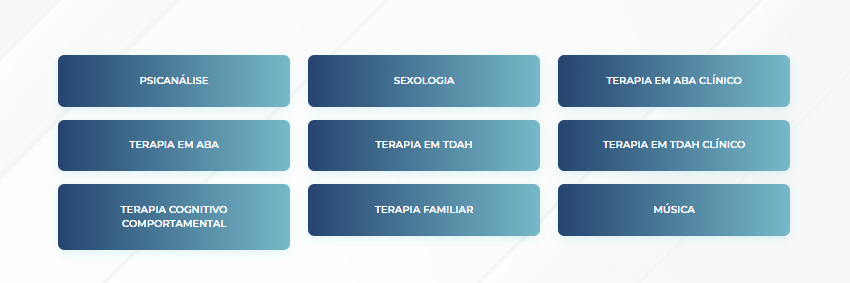 PSICANÁLISE
SEXOLOGIA
TERAPIA EM ABA CLÍNICO
TERAPIA EM ABA
TERAPIA EM TDAH
TERAPIA EM TDAH CLÍNICO
TERAPIA COGNITIVO
COMPORTAMENTAL
TERAPIA FAMILIAR
MÚSICA